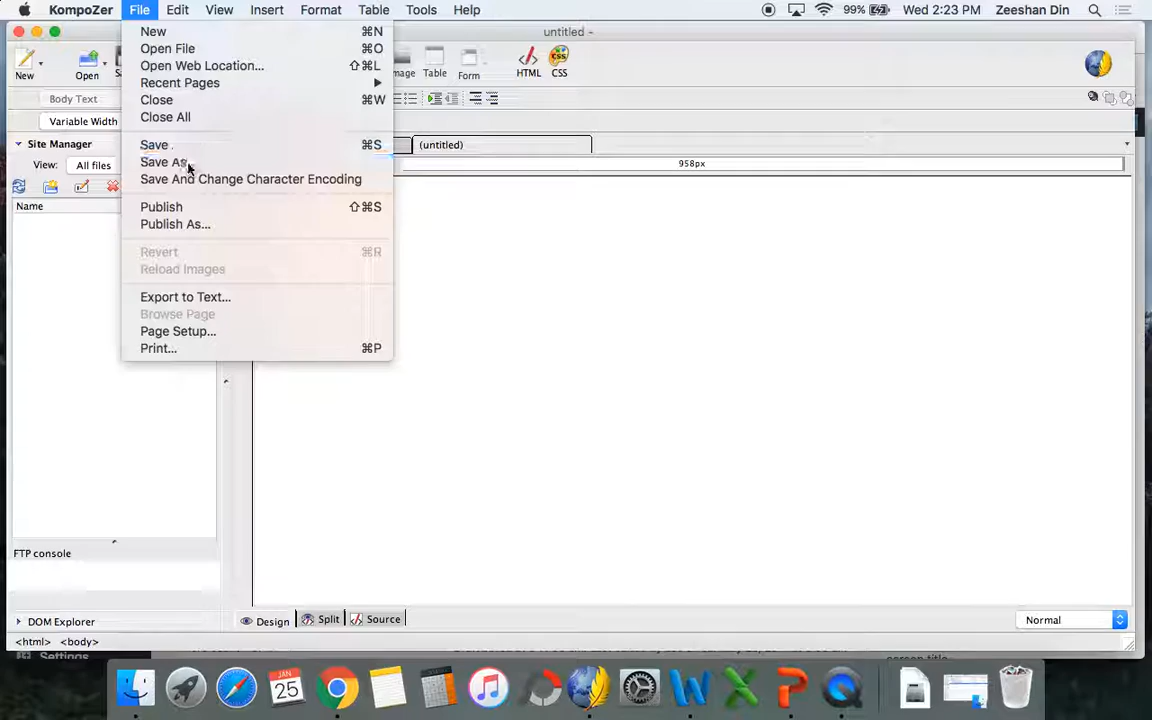 KompoZer File Edit View Insert Format Table Tools Help 99% Wed 2:23 PM Zeeshan Din
untitled -
New ⌘N
Open File ⌘O
Open Web Location... ⇧⌘L
Recent Pages
Close ⌘W
Close All
Save ⌘S
Save As
Save And Change Character Encoding
Publish ⇧⌘S
Publish As...
Revert ⌘R
Reload Images
Export to Text...
Browse Page
Page Setup...
Print... ⌘P
New Open Table Form HTML CSS
CSS
Body Text
Variable Width
Site Manager
(untitled)
View: All files
958px
Name
FTP console
DOM Explorer
Design Split Source Normal
<html> <body>
Settings
person title
JAN
25